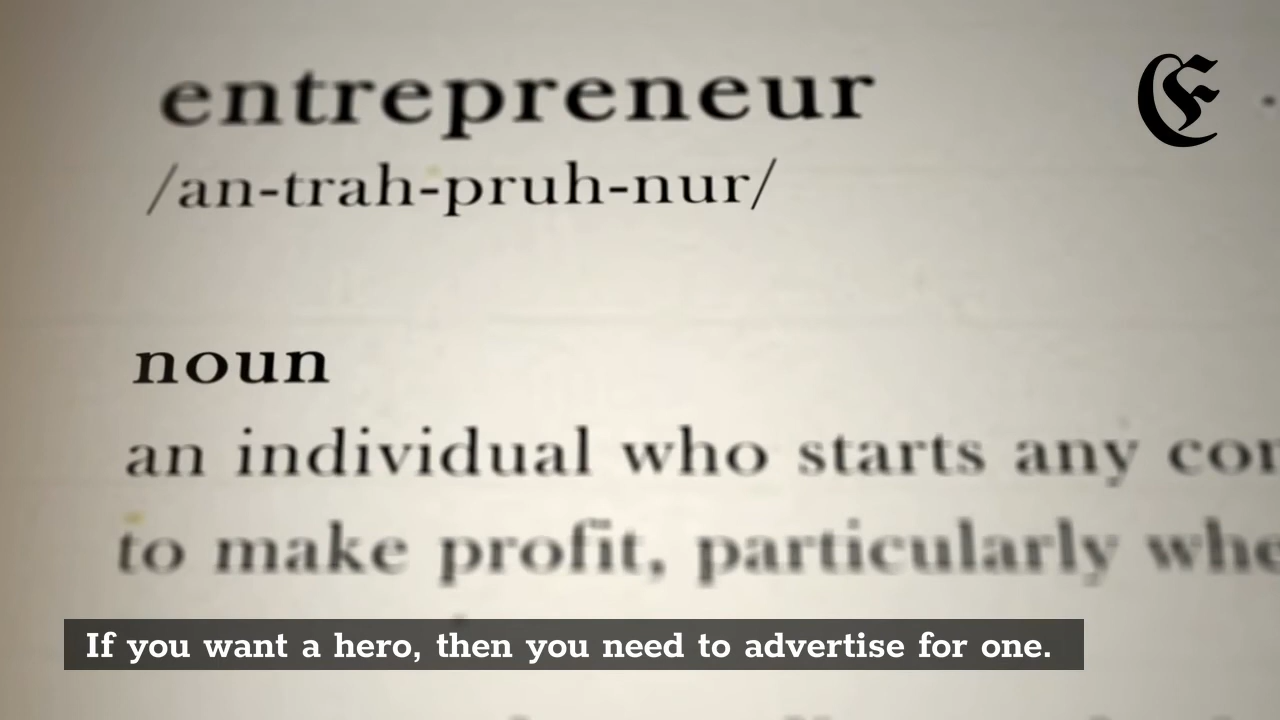 entrepreneur
/an-trah-pruh-nur/
noun
an individual who starts any
to make profit, particularly
If you want a hero, then you need to advertise for one.